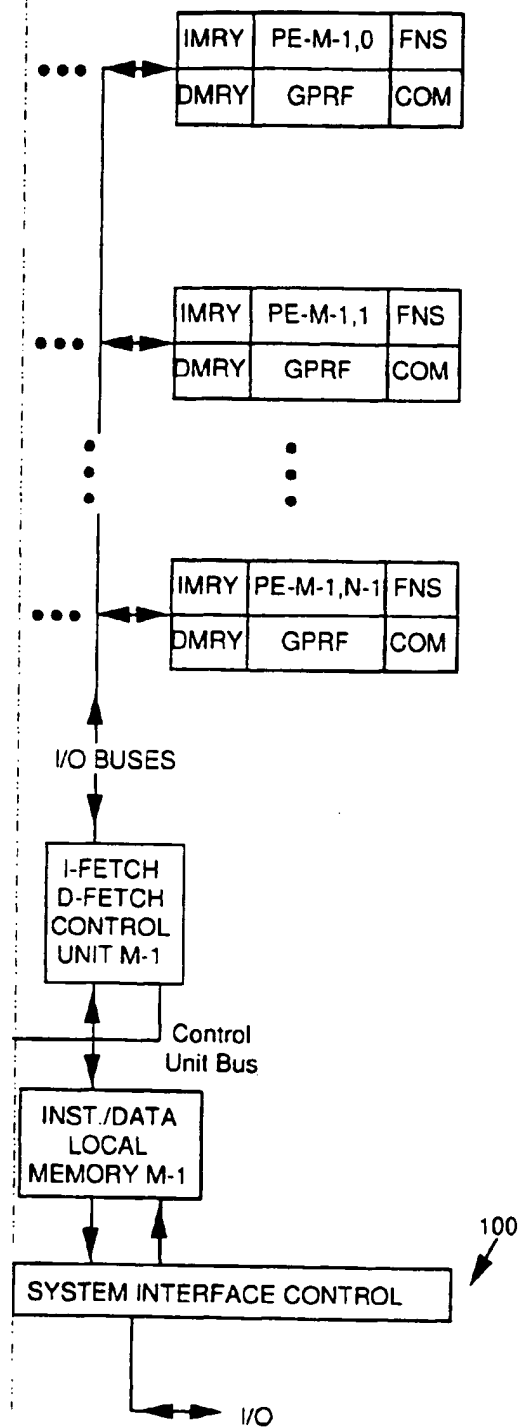 IMRY PE-M-1,0 FNS
DMRY GPRF COM
IMRY PE-M-1,1 FNS
DMRY GPRF COM
IMRY PE-M-1,N-1 FNS
DMRY GPRF COM
I/O BUSES
I-FETCH
D-FETCH
CONTROL
UNIT M-1
Control
Unit Bus
INST./DATA
LOCAL
MEMORY M-1
100
SYSTEM INTERFACE CONTROL
I/O